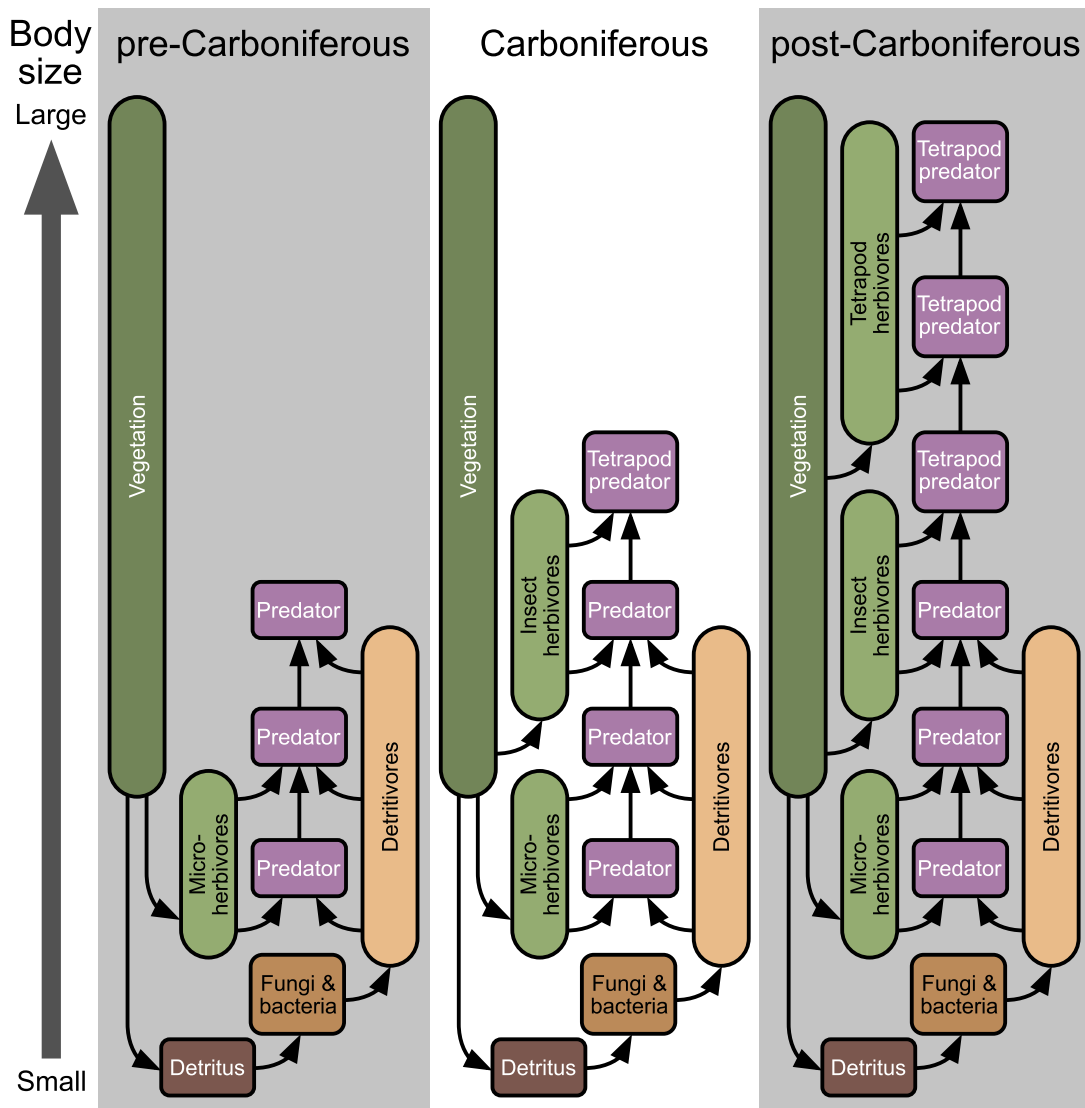 Body
size
Large
Small
pre-Carboniferous
Vegetation
Predator
Predator
Micro-
herbivores
Predator
Detritivores
Fungi &
bacteria
Detritus
Carboniferous
Vegetation
Tetrapod
predator
Insect
herbivores
Predator
Predator
Micro-
herbivores
Predator
Detritivores
Fungi &
bacteria
Detritus
post-Carboniferous
Vegetation
Tetrapod
herbivores
Tetrapod
predator
Tetrapod
predator
Tetrapod
predator
Insect
herbivores
Predator
Predator
Micro-
herbivores
Predator
Detritivores
Fungi &
bacteria
Detritus